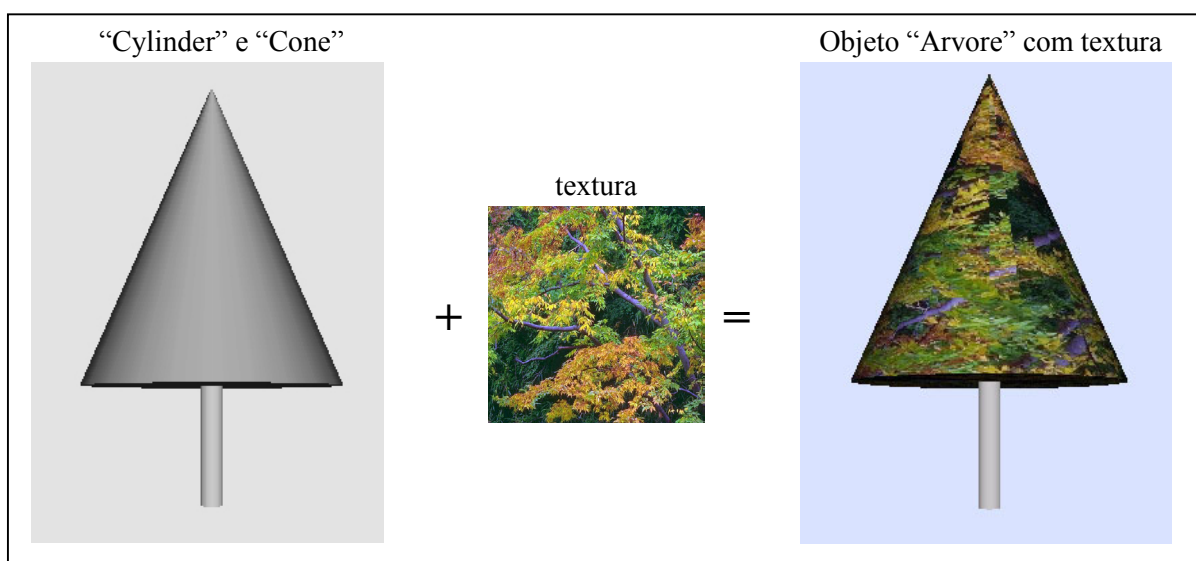 “Cylinder” e “Cone”
Objeto “Arvore” com textura
textura
+
=